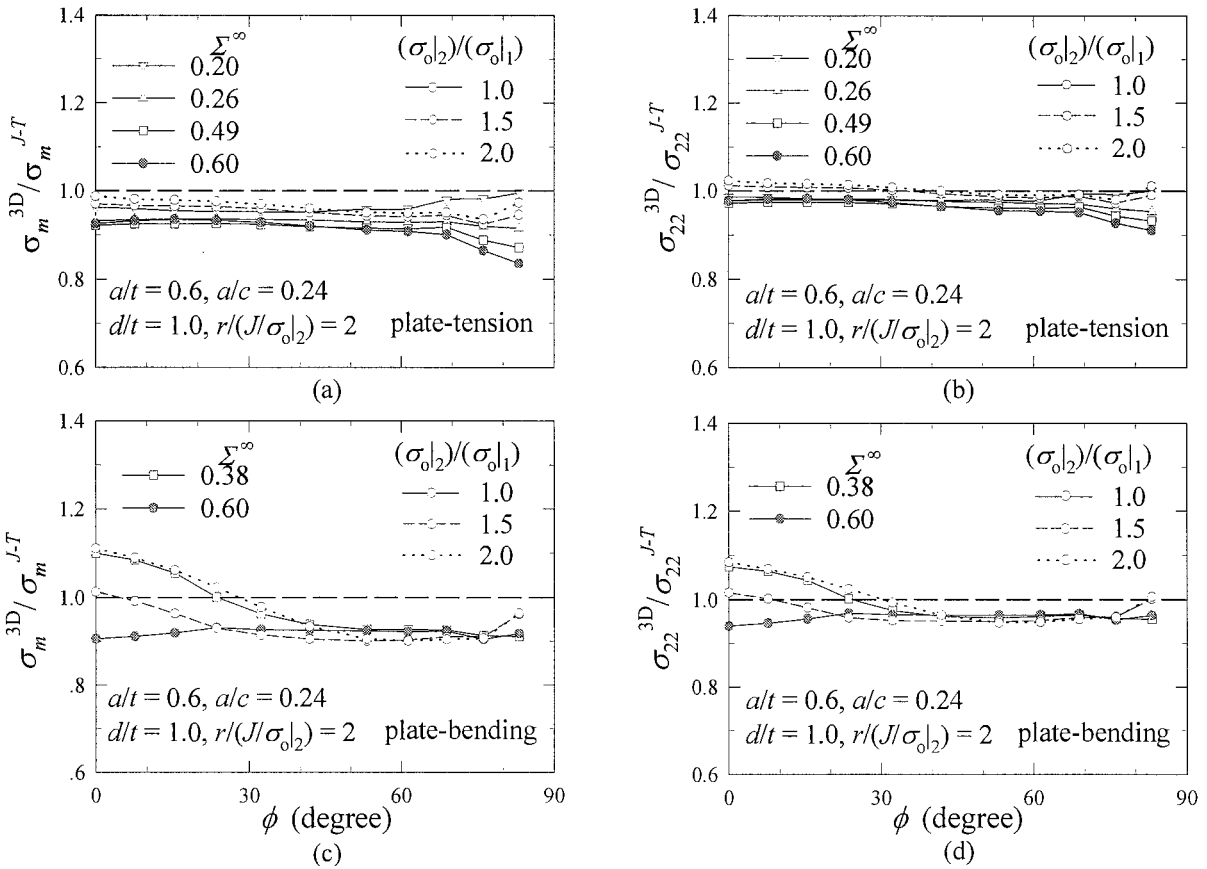 1.4
1.2
1.0
0.8
0.6
σm3D/σmJ-T
Σ∞
0.20
0.26
0.49
0.60
(σo|2)/(σo|1)
1.0
1.5
2.0
a/t = 0.6, a/c = 0.24
d/t = 1.0, r/(J/σo|2) = 2 plate-tension
(a)
1.4
1.2
1.0
0.8
0.6
σ223D/σ22J-T
Σ∞
0.20
0.26
0.49
0.60
(σo|2)/(σo|1)
1.0
1.5
2.0
a/t = 0.6, a/c = 0.24
d/t = 1.0, r/(J/σo|2) = 2 plate-tension
(b)
1.4
1.2
1.0
.8
.6
σm3D/σmJ-T
Σ∞
0.38
0.60
(σo|2)/(σo|1)
1.0
1.5
2.0
a/t = 0.6, a/c = 0.24
d/t = 1.0, r/(J/σo|2) = 2 plate-bending
0 30 60 90
ϕ (degree)
(c)
1.4
1.2
1.0
0.8
0.6
σ223D/σ22J-T
Σ∞
0.38
0.60
(σo|2)/(σo|1)
1.0
1.5
2.0
a/t = 0.6, a/c = 0.24
d/t = 1.0, r/(J/σo|2) = 2 plate-bending
0 30 60 90
ϕ (degree)
(d)